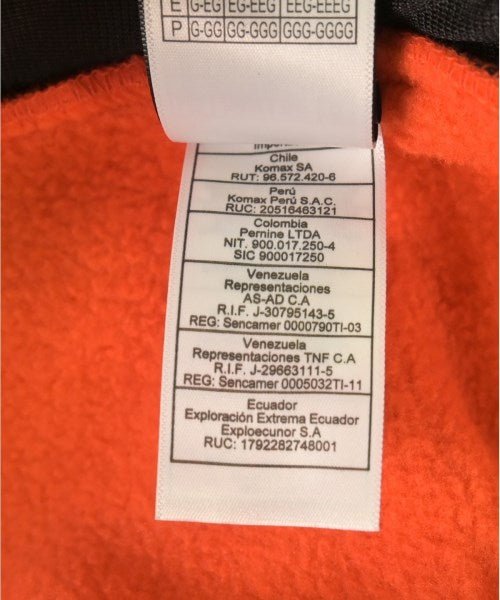 E G-EG EG-EEG EEG-EEEG
P G-GG GG-GGG GGG-GGGG
Chile
Komax SA
RUT: 96.572.420-6
Perú
Komax Perú S.A.C.
RUC: 20516463121
Colombia
Pernine LTDA
NIT. 900.017.250-4
SIC 900017250
Venezuela
Representaciones
AS-AD C.A
R.I.F. J-30795143-5
REG: Sencamer 0000790TI-03
Venezuela
Representaciones TNF C.A
R.I.F. J-29663111-5
REG: Sencamer 0005032TI-11
Ecuador
Exploración Extrema Ecuador
Exploecunor S.A
RUC: 1792282748001